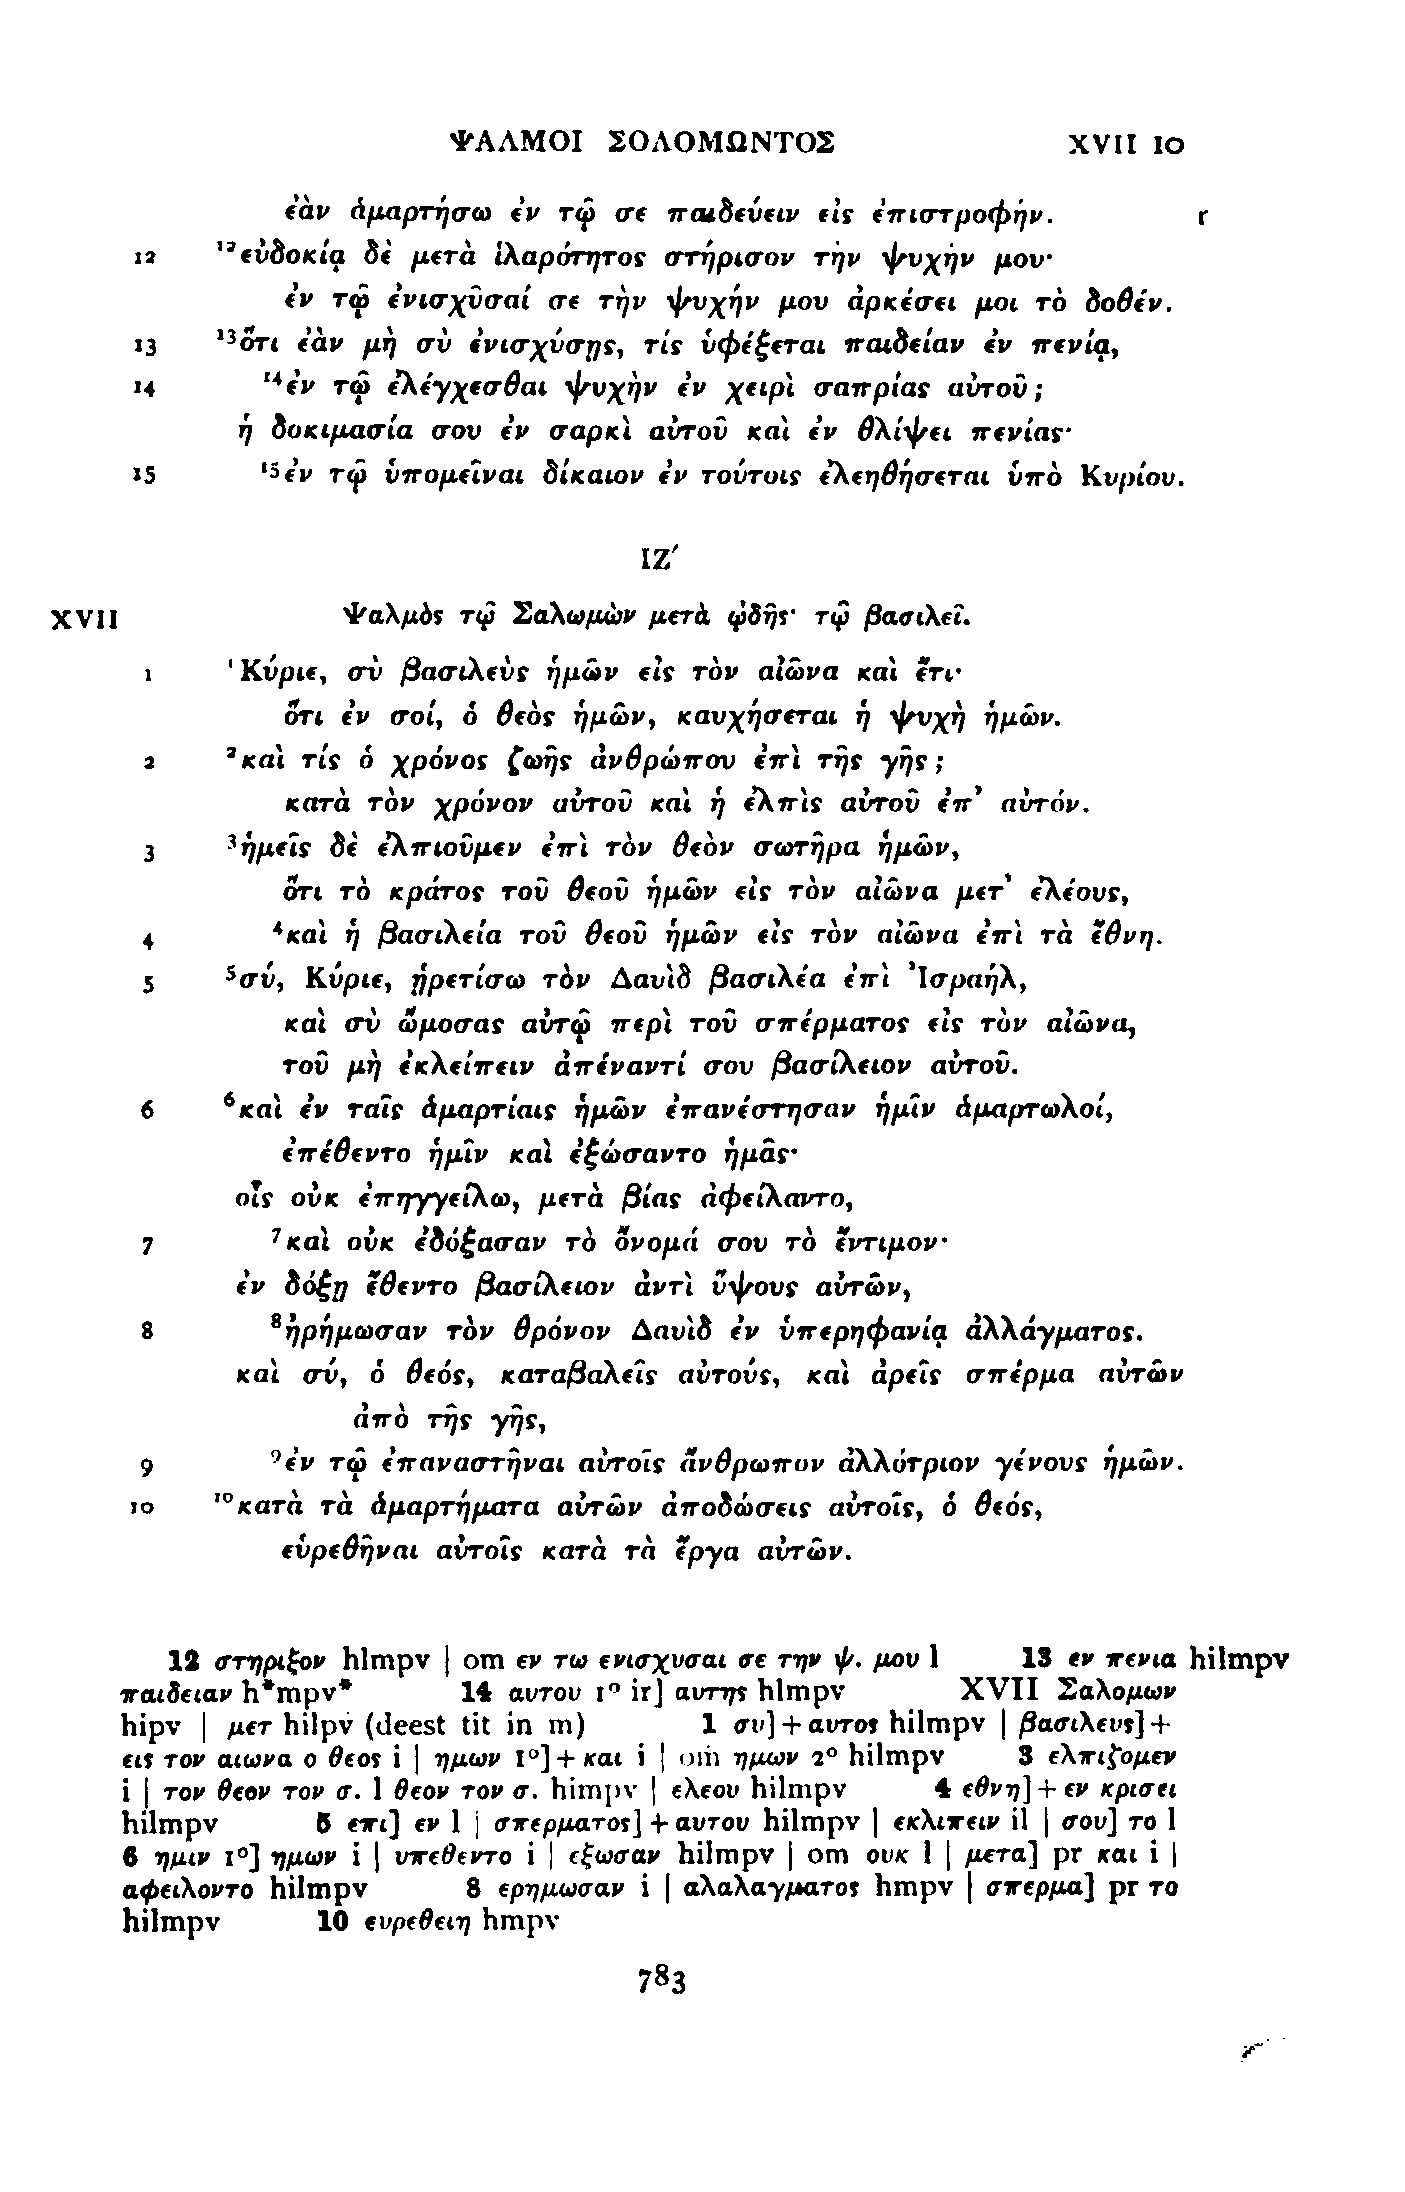 ΨΑΛΜΟΙ ΣΟΛΟΜΩΝΤΟΣ XVII 10
ἐὰν ἁμαρτήσω ἐν τῷ σε παιδεύειν εἰς ἐπιστροφήν. r
12 ¹²εὐδοκίᾳ δὲ μετὰ ἱλαρότητος στήρισον τὴν ψυχήν μου·
ἐν τῷ ἐνισχῦσαί σε τὴν ψυχήν μου ἀρκέσει μοι τὸ δοθέν.
13 ¹³ὅτι ἐὰν μὴ σὺ ἐνισχύσῃς, τίς ὑφέξεται παιδείαν ἐν πενίᾳ,
14 ¹⁴ἐν τῷ ἐλέγχεσθαι ψυχὴν ἐν χειρὶ σαπρίας αὐτοῦ;
ἡ δοκιμασία σου ἐν σαρκὶ αὐτοῦ καὶ ἐν θλίψει πενίας·
15 ¹⁵ἐν τῷ ὑπομεῖναι δίκαιον ἐν τούτοις ἐλεηθήσεται ὑπὸ Κυρίου.
ΙΖ′
XVII Ψαλμὸς τῷ Σαλωμὼν μετὰ ᾠδῆς· τῷ βασιλεῖ.
1 ¹Κύριε, σὺ βασιλεὺς ἡμῶν εἰς τὸν αἰῶνα καὶ ἔτι·
ὅτι ἐν σοί, ὁ θεὸς ἡμῶν, καυχήσεται ἡ ψυχὴ ἡμῶν.
2 ²καὶ τίς ὁ χρόνος ζωῆς ἀνθρώπου ἐπὶ τῆς γῆς;
κατὰ τὸν χρόνον αὐτοῦ καὶ ἡ ἐλπὶς αὐτοῦ ἐπ’ αὐτόν.
3 ³ἡμεῖς δὲ ἐλπιοῦμεν ἐπὶ τὸν θεὸν σωτῆρα ἡμῶν,
ὅτι τὸ κράτος τοῦ θεοῦ ἡμῶν εἰς τὸν αἰῶνα μετ’ ἐλέους,
4 ⁴καὶ ἡ βασιλεία τοῦ θεοῦ ἡμῶν εἰς τὸν αἰῶνα ἐπὶ τὰ ἔθνη.
5 ⁵σύ, Κύριε, ᾑρετίσω τὸν Δαυὶδ βασιλέα ἐπὶ Ἰσραήλ,
καὶ σὺ ὤμοσας αὐτῷ περὶ τοῦ σπέρματος εἰς τὸν αἰῶνα,
τοῦ μὴ ἐκλείπειν ἀπέναντί σου βασίλειον αὐτοῦ.
6 ⁶καὶ ἐν ταῖς ἁμαρτίαις ἡμῶν ἐπανέστησαν ἡμῖν ἁμαρτωλοί,
ἐπέθεντο ἡμῖν καὶ ἐξώσαντο ἡμᾶς·
οἷς οὐκ ἐπηγγείλω, μετὰ βίας ἀφείλαντο,
7 ⁷καὶ οὐκ ἐδόξασαν τὸ ὄνομά σου τὸ ἔντιμον·
ἐν δόξῃ ἔθεντο βασίλειον ἀντὶ ὕψους αὐτῶν,
8 ⁸ἠρήμωσαν τὸν θρόνον Δαυὶδ ἐν ὑπερηφανίᾳ ἀλλάγματος.
καὶ σύ, ὁ θεός, καταβαλεῖς αὐτούς, καὶ ἀρεῖς σπέρμα αὐτῶν
ἀπὸ τῆς γῆς,
9 ⁹ἐν τῷ ἐπαναστῆναι αὐτοῖς ἄνθρωπον ἀλλότριον γένους ἡμῶν.
10 ¹⁰κατὰ τὰ ἁμαρτήματα αὐτῶν ἀποδώσεις αὐτοῖς, ὁ θεός,
εὑρεθῆναι αὐτοῖς κατὰ τὰ ἔργα αὐτῶν.
12 στηριξον hlmpv | om εν τω ενισχυσαι σε την ψ. μου l 13 εν πενια hilmpv
παιδειαν h*mpv* 14 αυτου 1° ir] αυτης hlmpv XVII Σαλομων
hipv | μετ hilpv (deest tit in m) 1 συ]+αυτος hilmpv | βασιλευς]+
εις τον αιωνα ο θεος i | ημων 1°]+και i | om ημων 2° hilmpv 3 ελπιζομεν
i | τον θεον τον σ. l θεον τον σ. himpv | ελεου hilmpv 4 εθνη]+εν κρισει
hilmpv 5 επι] εν l | σπερματος]+αυτου hilmpv | εκλιπειν il | σου] το l
6 ημιν 1°] ημων i | υπεθεντο i | εξωσαν hilmpv | om ουκ l | μετα] pr και i |
αφειλοντο hilmpv 8 ερημωσαν i | αλαλαγματος hmpv | σπερμα] pr το
hilmpv 10 ευρεθειη hmpv
783